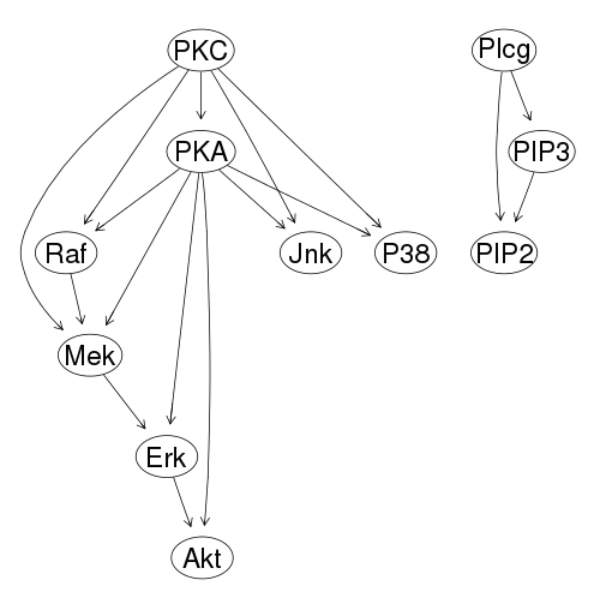 PKC
Plcg
PKA
PIP3
Raf
Jnk
P38
PIP2
Mek
Erk
Akt